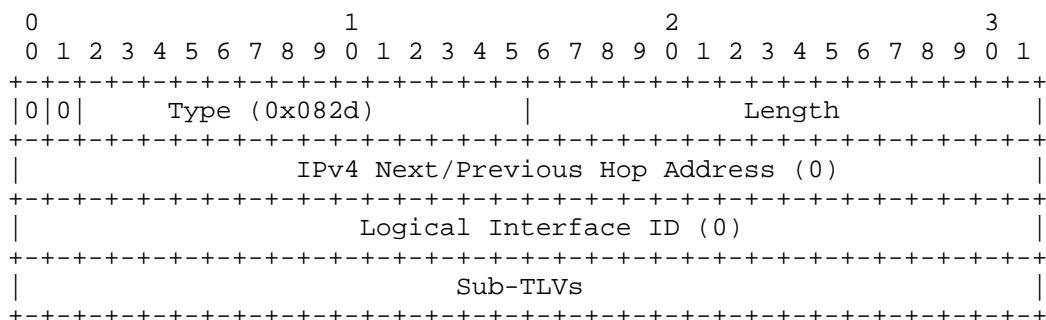 0                   1                   2                   3
 0 1 2 3 4 5 6 7 8 9 0 1 2 3 4 5 6 7 8 9 0 1 2 3 4 5 6 7 8 9 0 1
+-+-+-+-+-+-+-+-+-+-+-+-+-+-+-+-+-+-+-+-+-+-+-+-+-+-+-+-+-+-+-+-+
|0|0|     Type (0x082d)         |             Length            |
+-+-+-+-+-+-+-+-+-+-+-+-+-+-+-+-+-+-+-+-+-+-+-+-+-+-+-+-+-+-+-+-+
|                 IPv4 Next/Previous Hop Address (0)            |
+-+-+-+-+-+-+-+-+-+-+-+-+-+-+-+-+-+-+-+-+-+-+-+-+-+-+-+-+-+-+-+-+
|                     Logical Interface ID (0)                  |
+-+-+-+-+-+-+-+-+-+-+-+-+-+-+-+-+-+-+-+-+-+-+-+-+-+-+-+-+-+-+-+-+
|                           Sub-TLVs                            |
+-+-+-+-+-+-+-+-+-+-+-+-+-+-+-+-+-+-+-+-+-+-+-+-+-+-+-+-+-+-+-+-+